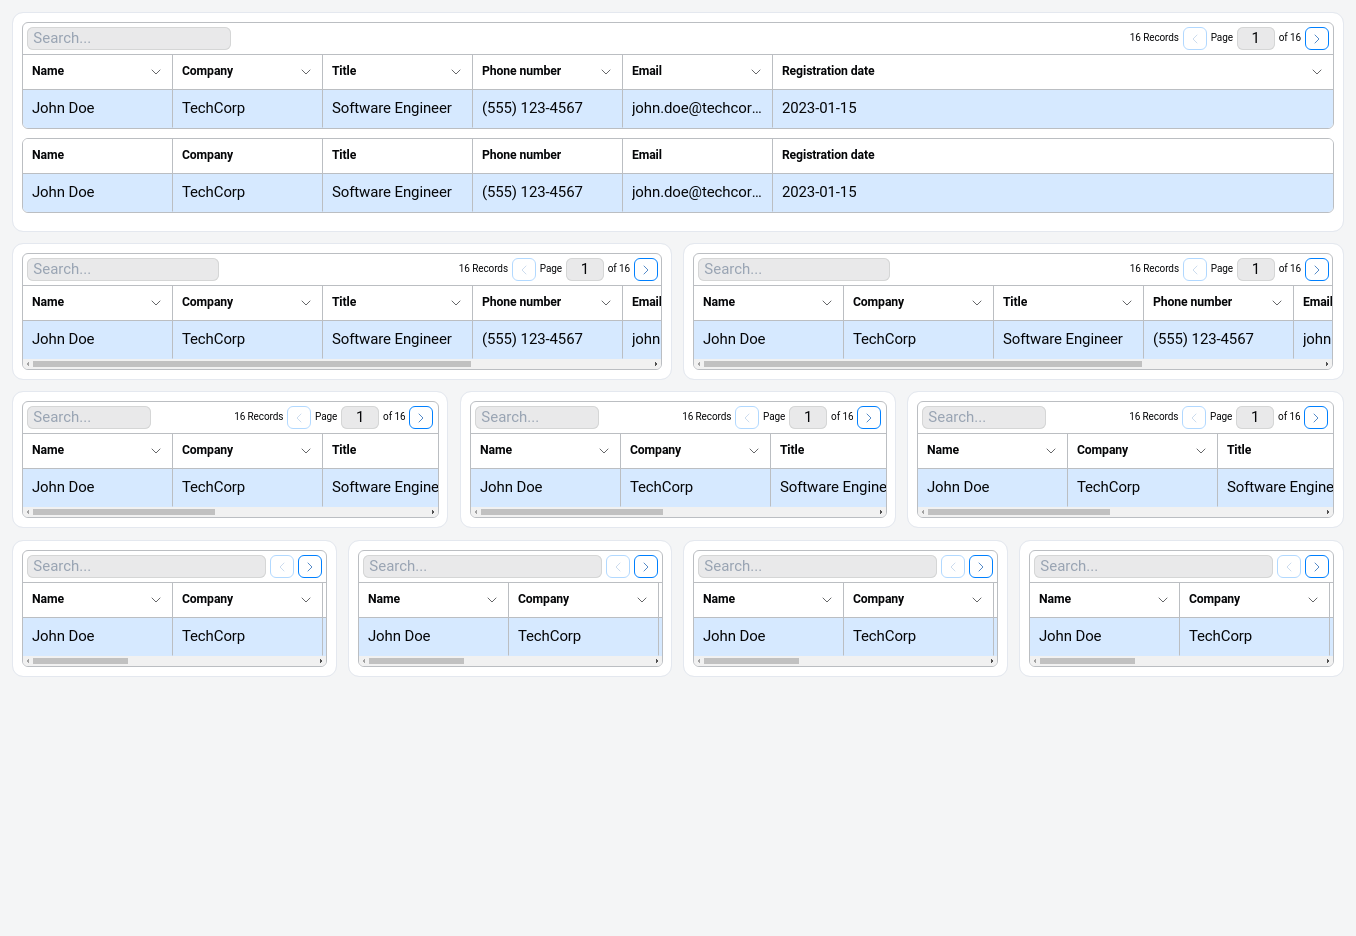 Search... 16 Records Page 1 of 16
Name Company Title Phone number Email Registration date
John Doe TechCorp Software Engineer (555) 123-4567 john.doe@techcor... 2023-01-15
Name Company Title Phone number Email Registration date
John Doe TechCorp Software Engineer (555) 123-4567 john.doe@techcor... 2023-01-15
Search... 16 Records Page 1 of 16
Name Company Title Phone number Email
John Doe TechCorp Software Engineer (555) 123-4567 john
Search... 16 Records Page 1 of 16
Name Company Title Phone number Email
John Doe TechCorp Software Engineer (555) 123-4567 john
Search... 16 Records Page 1 of 16
Name Company Title
John Doe TechCorp Software Engine
Search... 16 Records Page 1 of 16
Name Company Title
John Doe TechCorp Software Engine
Search... 16 Records Page 1 of 16
Name Company Title
John Doe TechCorp Software Engine
Search...
Name Company
John Doe TechCorp
Search...
Name Company
John Doe TechCorp
Search...
Name Company
John Doe TechCorp
Search...
Name Company
John Doe TechCorp